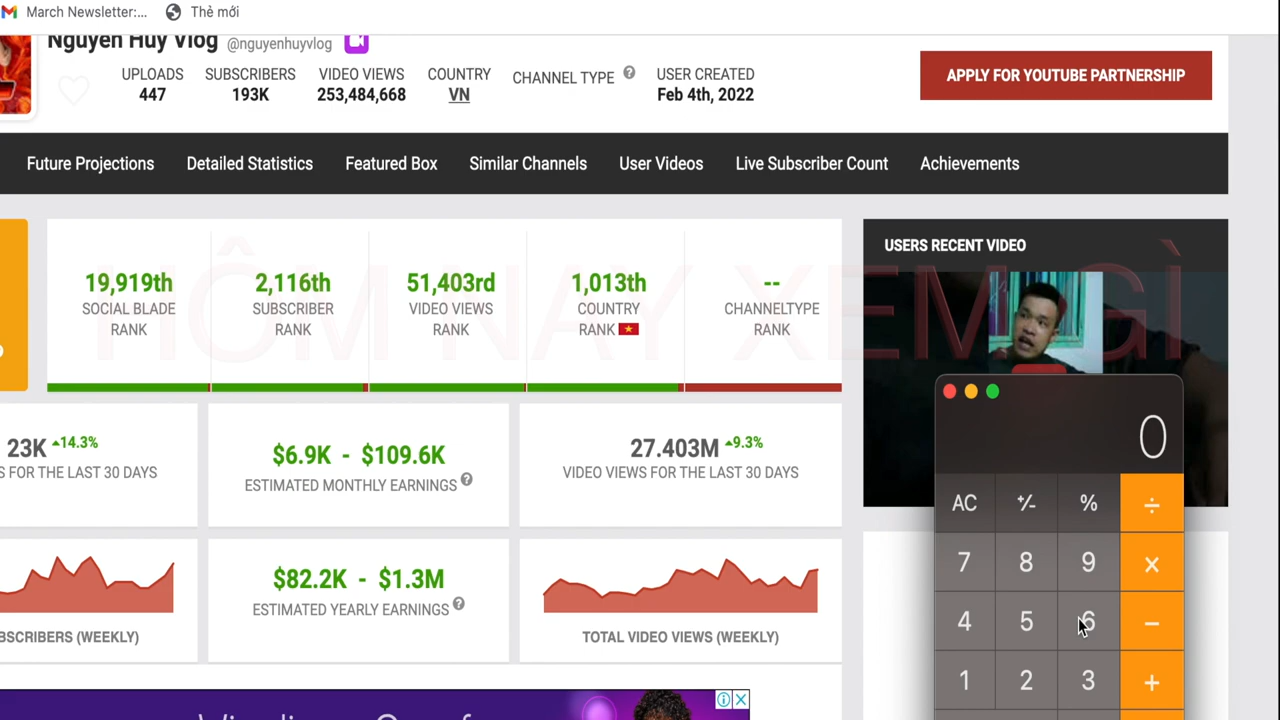 March Newsletter:...
Thẻ mới
Nguyen Huy Vlog @nguyenhuyvlog
UPLOADS
447
SUBSCRIBERS
193K
VIDEO VIEWS
253,484,668
COUNTRY
VN
CHANNEL TYPE ?
USER CREATED
Feb 4th, 2022
APPLY FOR YOUTUBE PARTNERSHIP
Future Projections
Detailed Statistics
Featured Box
Similar Channels
User Videos
Live Subscriber Count
Achievements
19,919th
SOCIAL BLADE
RANK
2,116th
SUBSCRIBER
RANK
51,403rd
VIDEO VIEWS
RANK
1,013th
COUNTRY
RANK
--
CHANNELTYPE
RANK
HÔM NAY XEM GÌ
USERS RECENT VIDEO
23K 14.3%
S FOR THE LAST 30 DAYS
$6.9K - $109.6K
ESTIMATED MONTHLY EARNINGS ?
27.403M 9.3%
VIDEO VIEWS FOR THE LAST 30 DAYS
BSCRIBERS (WEEKLY)
$82.2K - $1.3M
ESTIMATED YEARLY EARNINGS ?
TOTAL VIDEO VIEWS (WEEKLY)
0
AC +/- % ÷
7 8 9 ×
4 5 6 −
1 2 3 +